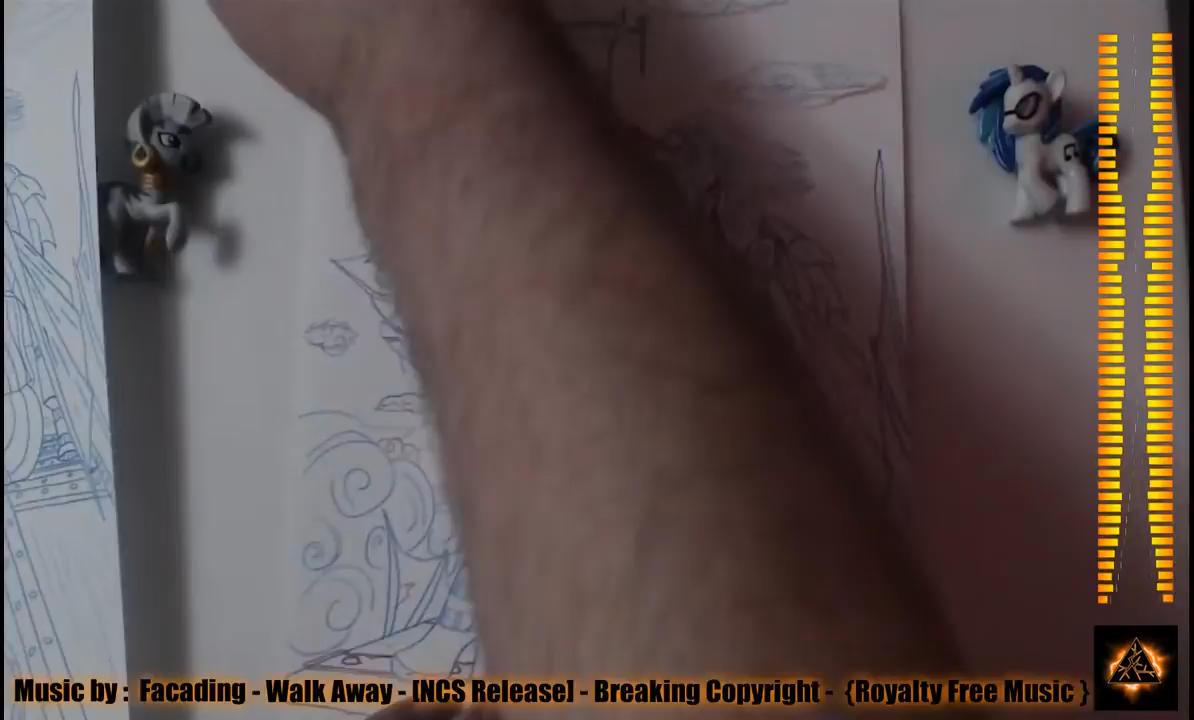 Music by : Facading - Walk Away - [NCS Release] - Breaking Copyright - {Royalty Free Music }